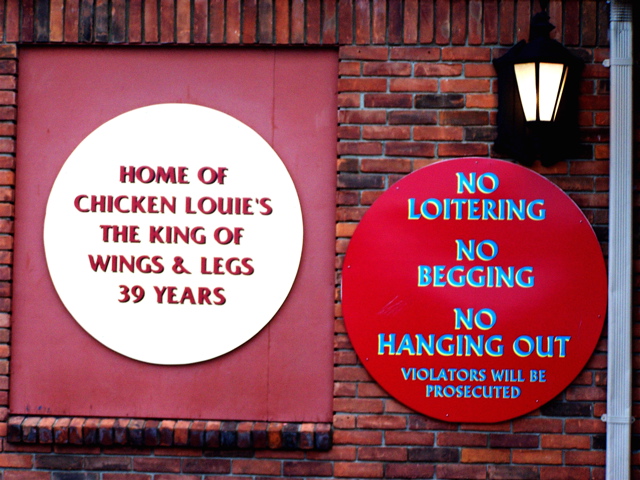 HOME OF
CHICKEN LOUIE'S
THE KING OF
WINGS & LEGS
39 YEARS
NO
LOITERING
NO
BEGGING
NO
HANGING OUT
VIOLATORS WILL BE
PROSECUTED